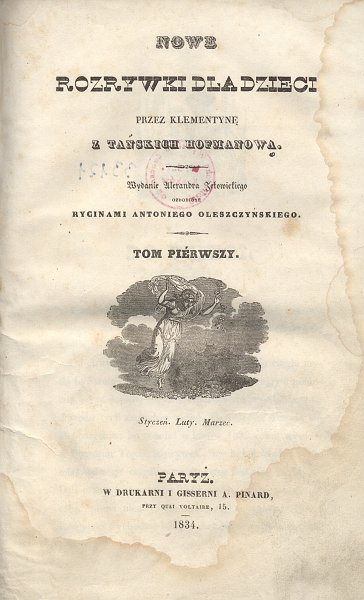 NOWE
ROZRYWKI DLA DZIECI
PRZEZ KLEMENTYNĘ
Z TAŃSKICH HOFMANOWĄ.
Wydanie Alexandra Jełowickiego
OZDOBIONE
RYCINAMI ANTONIEGO OLESZCZYŃSKIEGO.
TOM PIÉRWSZY.
Styczeń. Luty. Marzec.
PARYŻ.
W DRUKARNI I GISSERNI A. PINARD,
PRZY QUAI VOLTAIRE, 15.
1834.